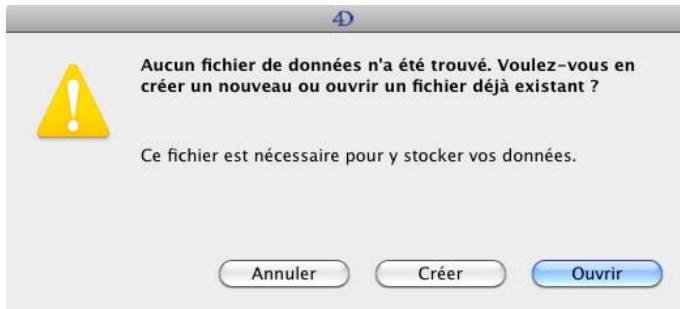 4D
Aucun fichier de données n'a été trouvé. Voulez-vous en
créer un nouveau ou ouvrir un fichier déjà existant ?
Ce fichier est nécessaire pour y stocker vos données.
Annuler Créer Ouvrir